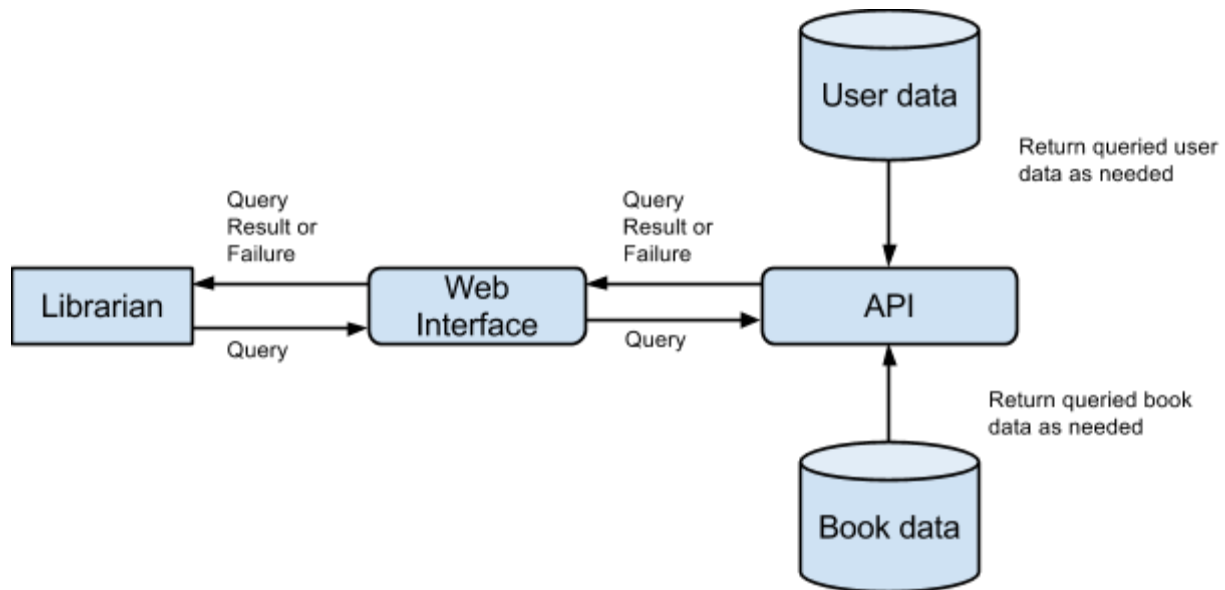 User data
Return queried user
data as needed
Query
Result or
Failure
Query
Result or
Failure
Librarian
Web
Interface
API
Query
Query
Return queried book
data as needed
Book data